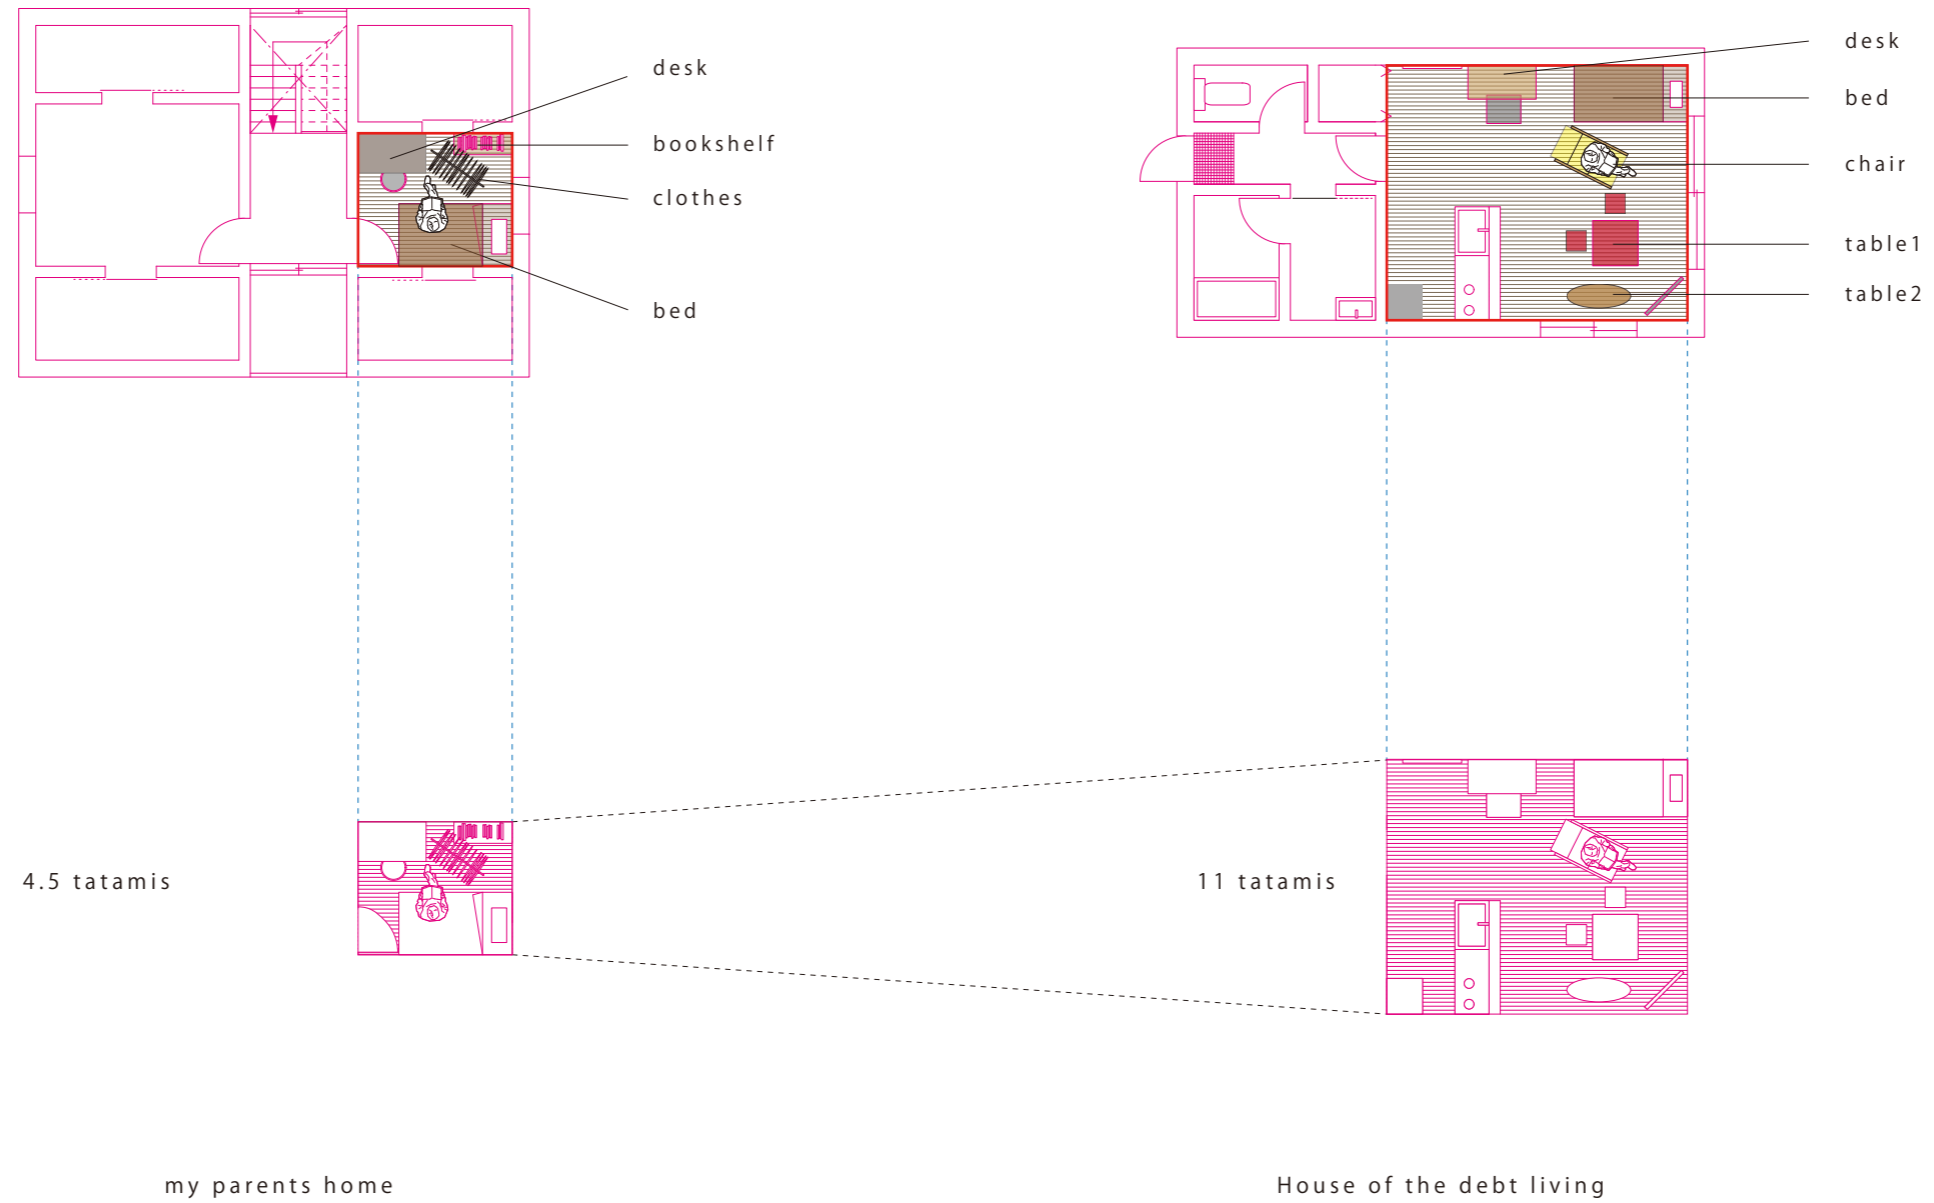 desk
bookshelf
clothes
bed
desk
bed
chair
table1
table2
4.5 tatamis
11 tatamis
my parents home
House of the debt living